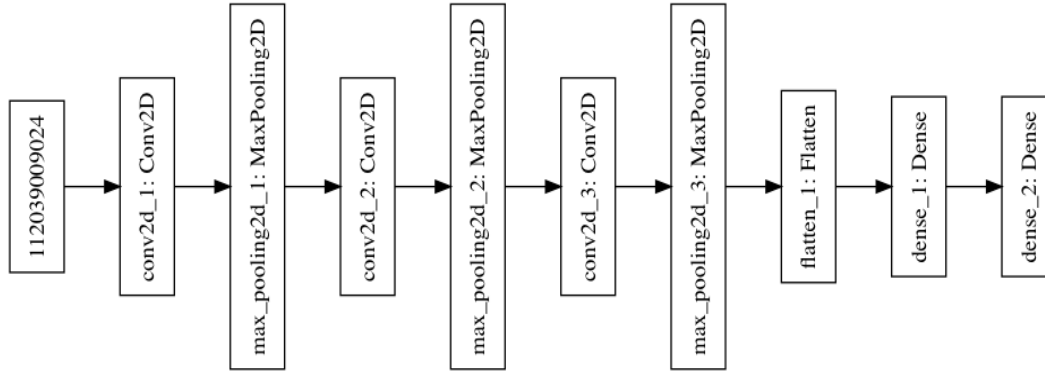 112039009024
conv2d_1: Conv2D
max_pooling2d_1: MaxPooling2D
conv2d_2: Conv2D
max_pooling2d_2: MaxPooling2D
conv2d_3: Conv2D
max_pooling2d_3: MaxPooling2D
flatten_1: Flatten
dense_1: Dense
dense_2: Dense